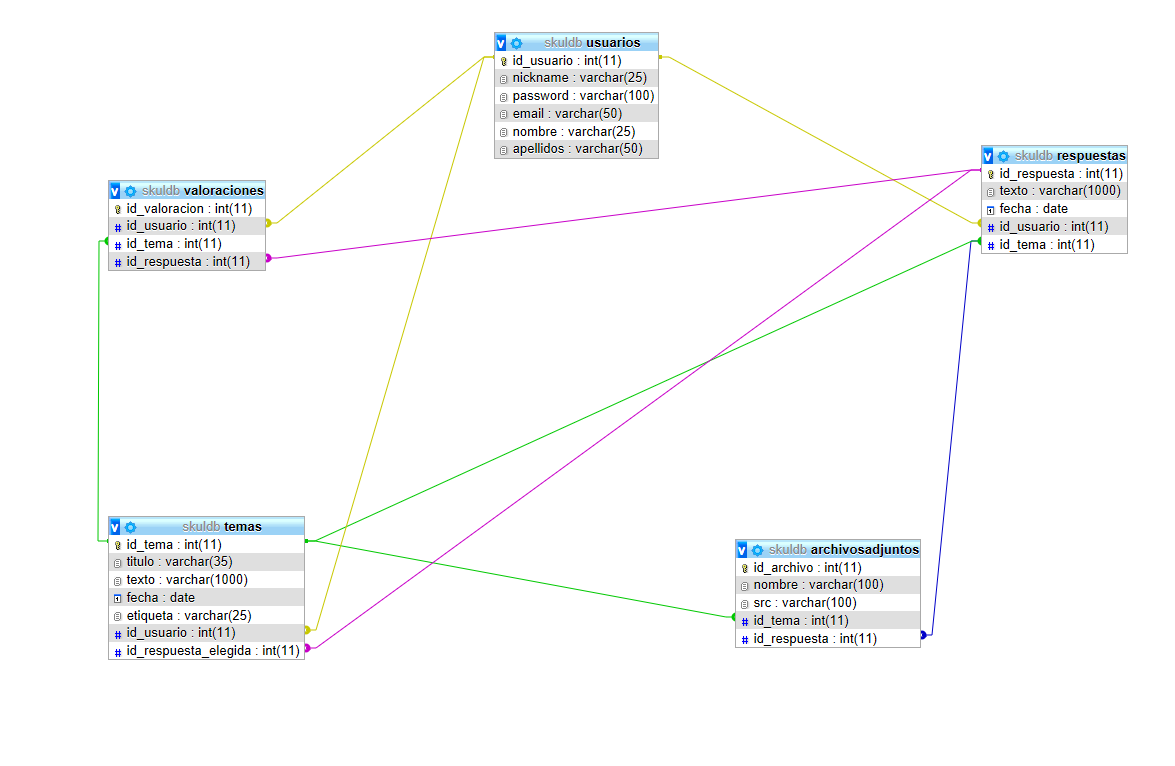 skuldb usuarios
id_usuario : int(11)
nickname : varchar(25)
password : varchar(100)
email : varchar(50)
nombre : varchar(25)
apellidos : varchar(50)
skuldb respuestas
id_respuesta : int(11)
texto : varchar(1000)
fecha : date
id_usuario : int(11)
id_tema : int(11)
skuldb valoraciones
id_valoracion : int(11)
id_usuario : int(11)
id_tema : int(11)
id_respuesta : int(11)
skuldb temas
id_tema : int(11)
titulo : varchar(35)
texto : varchar(1000)
fecha : date
etiqueta : varchar(25)
id_usuario : int(11)
id_respuesta_elegida : int(11)
skuldb archivosadjuntos
id_archivo : int(11)
nombre : varchar(100)
src : varchar(100)
id_tema : int(11)
id_respuesta : int(11)